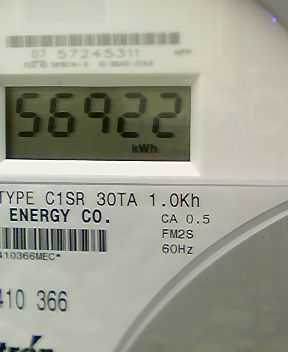 07 57245311
56922
kWh
TYPE C1SR 30TA 1.0Kh
ENERGY CO.
CA 0.5
FM2S
60Hz
410366MEC*
410 366